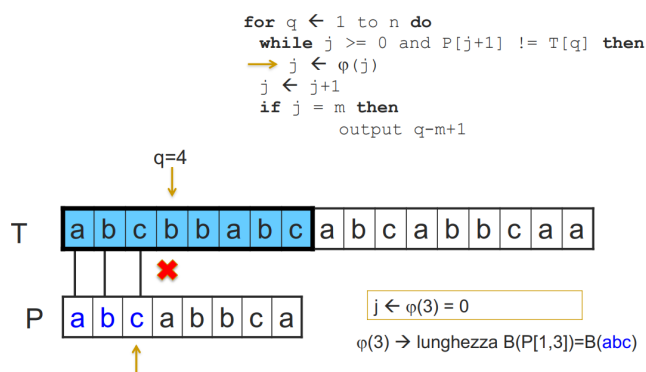 for q ← 1 to n do
while j >= 0 and P[j+1] != T[q] then
j ← φ(j)
j ← j+1
if j = m then
output q-m+1
q=4
T a b c b b a b c a b c a b b c a a
P a b c a b b c a
j ← φ(3) = 0
φ(3) → lunghezza B(P[1,3])=B(abc)